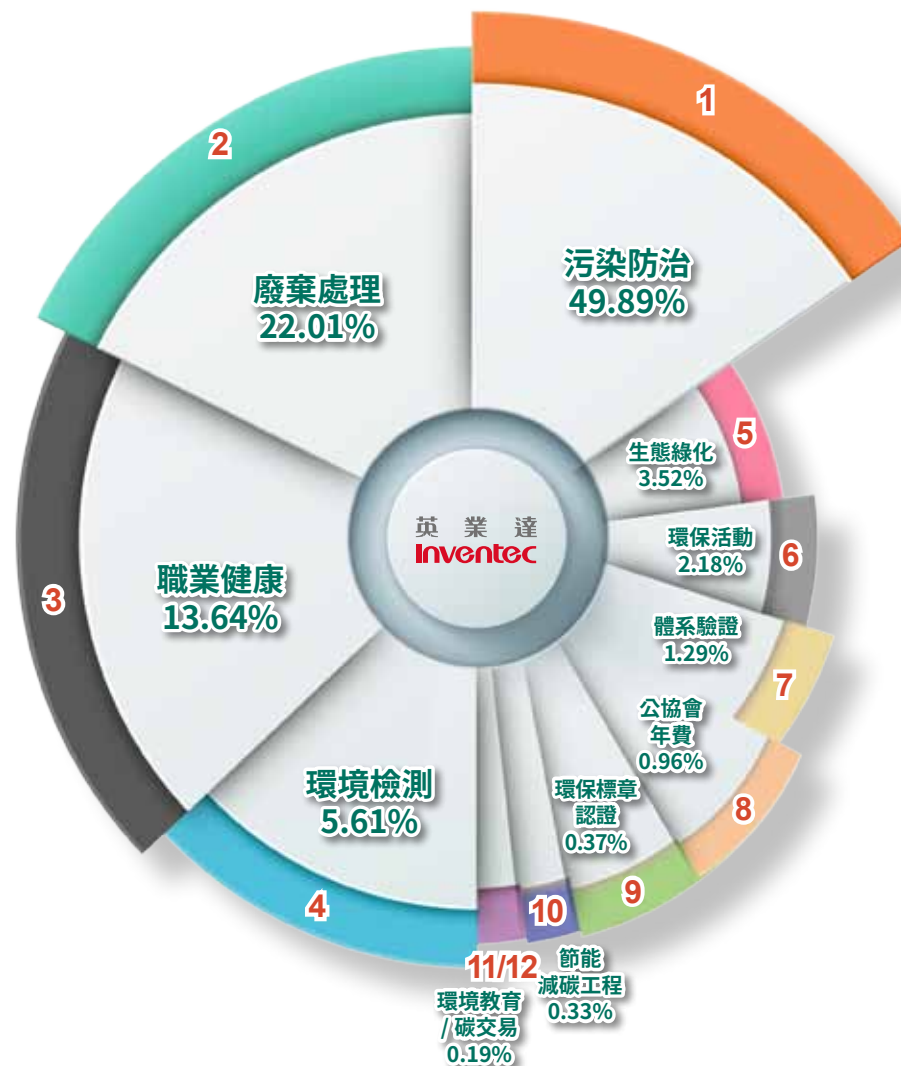 1
污染防治
49.89%
2
廢棄處理
22.01%
3
職業健康
13.64%
4
環境檢測
5.61%
5
生態綠化
3.52%
6
環保活動
2.18%
7
體系驗證
1.29%
8
公協會
年費
0.96%
9
環保標章
認證
0.37%
10
節能
減碳工程
0.33%
11/12
環境教育
/ 碳交易
0.19%
英業達
Inventec